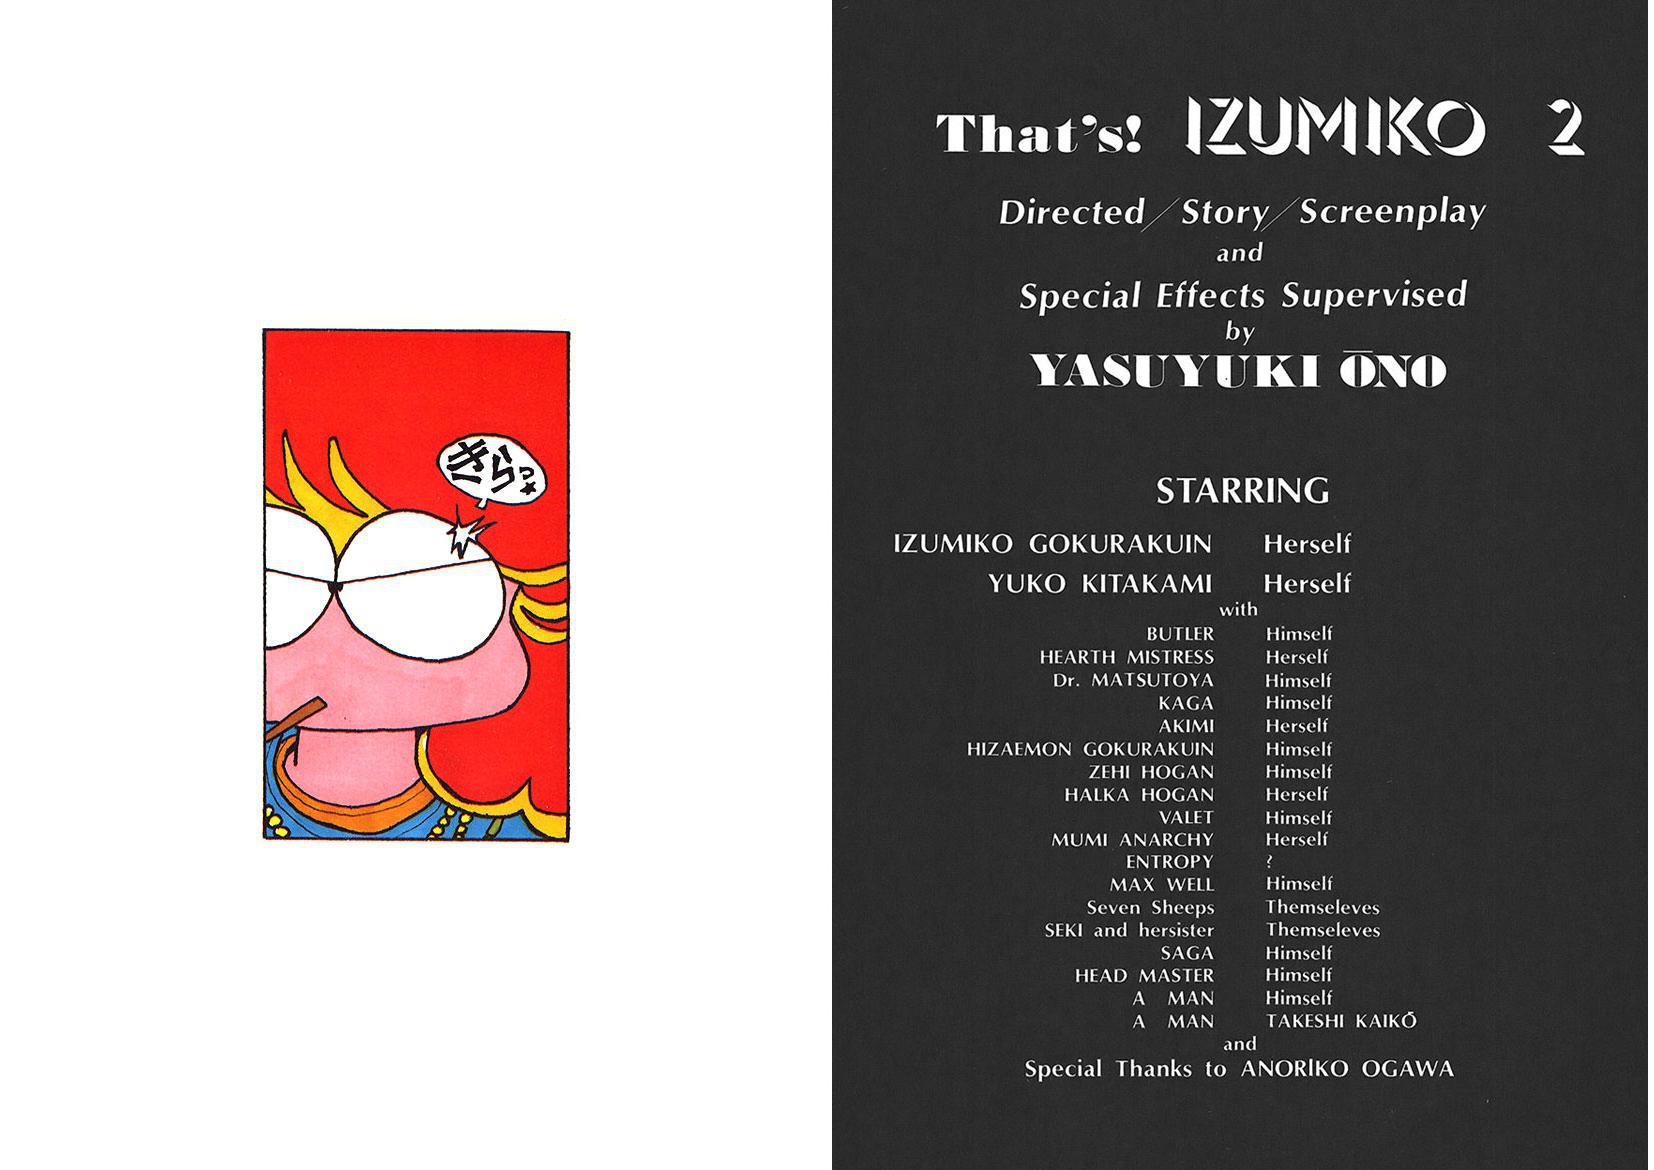 きらっ★
That's! IZUMIKO 2
Directed/Story/Screenplay
and
Special Effects Supervised
by
YASUYUKI ŌNO
STARRING
IZUMIKO GOKURAKUIN Herself
YUKO KITAKAMI Herself
with
BUTLER Himself
HEARTH MISTRESS Herself
Dr. MATSUTOYA Himself
KAGA Himself
AKIMI Herself
HIZAEMON GOKURAKUIN Himself
ZEHI HOGAN Himself
HALKA HOGAN Herself
VALET Himself
MUMI ANARCHY Herself
ENTROPY ?
MAX WELL Himself
Seven Sheeps Themseleves
SEKI and hersister Themseleves
SAGA Himself
HEAD MASTER Himself
A MAN Himself
A MAN TAKESHI KAIKŌ
and
Special Thanks to ANORIKO OGAWA